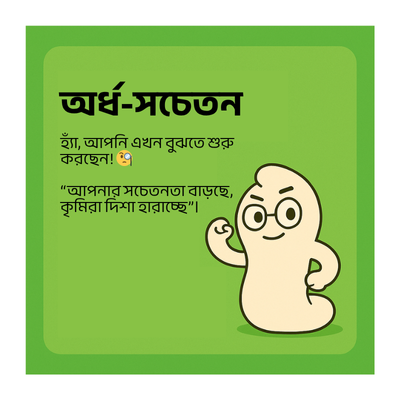 অর্ধ-সচেতন
হ্যাঁ, আপনি এখন বুঝতে শুরু
করছেন! 🧐
“আপনার সচেতনতা বাড়ছে,
কৃমিরা দিশা হারাচ্ছে”।